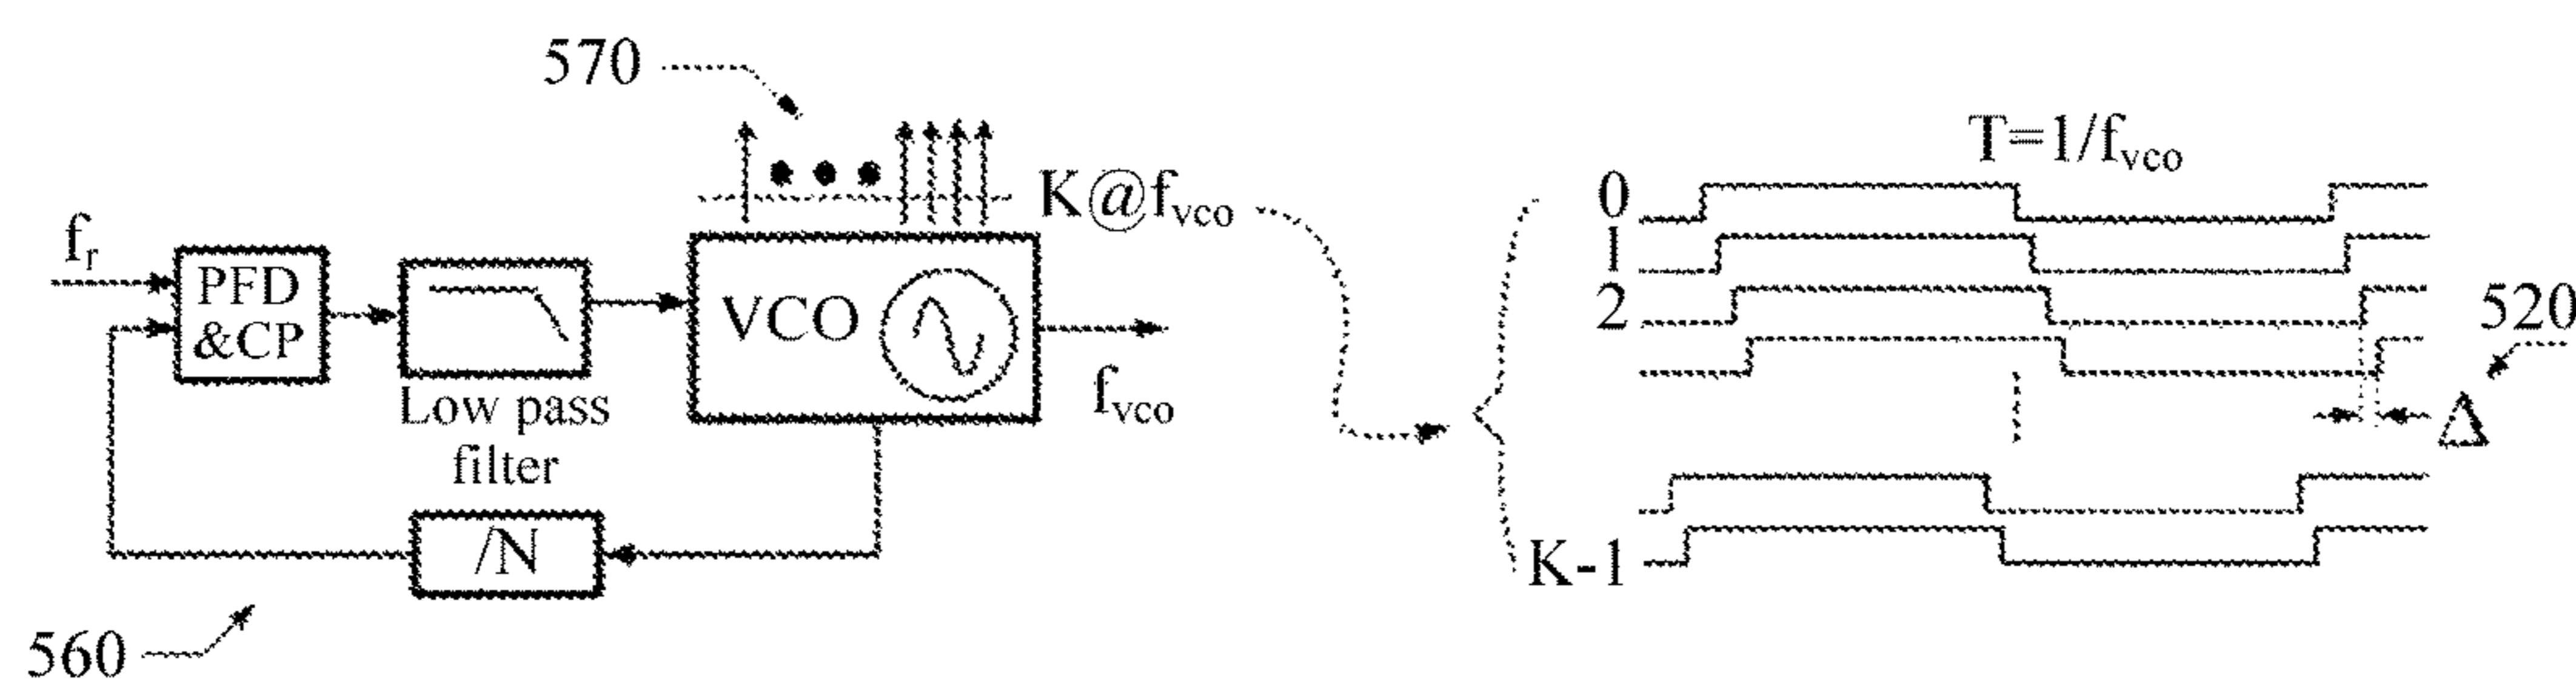 570
T=1/fvco
K@fvco
0
1
2
fr
PFD
&CP
VCO
fvco
Low pass
filter
/N
560
520
Δ
K-1